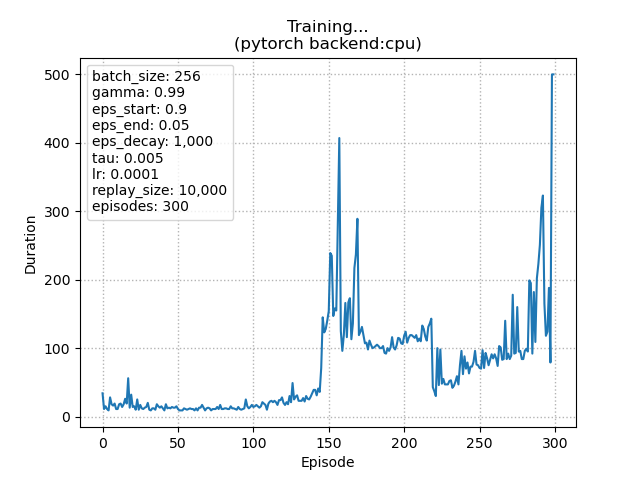 Training...
(pytorch backend:cpu)
batch_size: 256
gamma: 0.99
eps_start: 0.9
eps_end: 0.05
eps_decay: 1,000
tau: 0.005
lr: 0.0001
replay_size: 10,000
episodes: 300
500
400
300
200
100
0
Duration
0 50 100 150 200 250 300
Episode